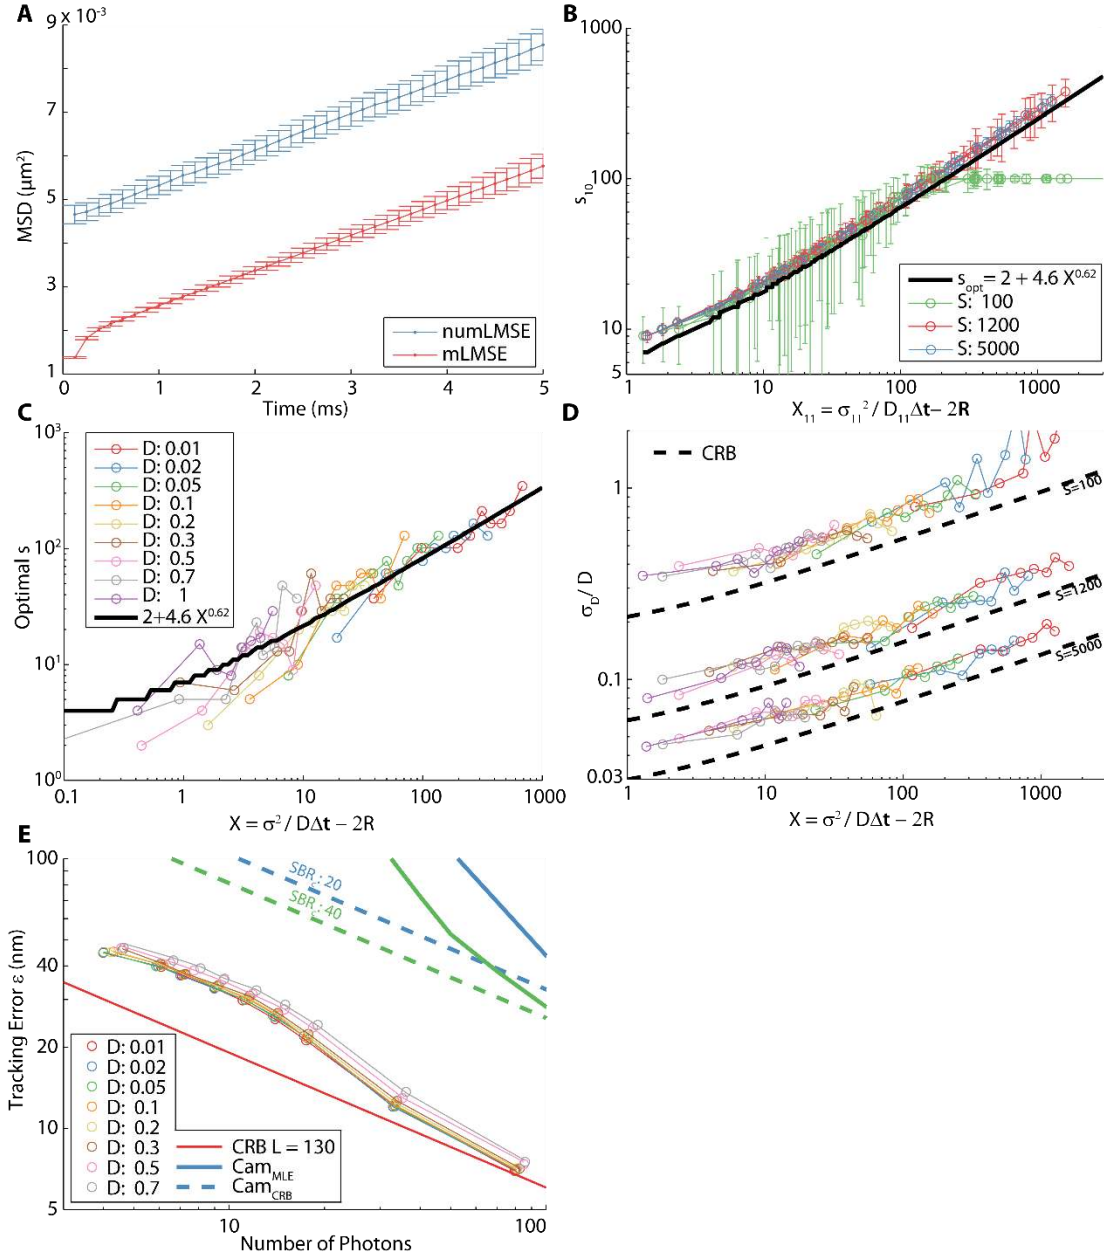 A
9 x 10⁻³
7
5
3
1
MSD (μm²)
0
1
2
3
4
5
Time (ms)
numLMSE
mLMSE
B
1000
100
10
5
s₁₀
1
10
100
1000
X₁₁ = σ₁₁² / D₁₁Δt – 2R
s_opt = 2 + 4.6 X^0.62
S: 100
S: 1200
S: 5000
C
10³
10²
10¹
10⁰
Optimal s
D: 0.01
D: 0.02
D: 0.05
D: 0.1
D: 0.2
D: 0.3
D: 0.5
D: 0.7
D: 1
2+4.6 X^0.62
0.1
1
10
100
1000
X = σ² / DΔt – 2R
D
1
0.1
0.03
σ_D / D
CRB
S=100
S=1200
S=5000
1
10
100
1000
X = σ² / DΔt – 2R
E
100
40
20
10
5
Tracking Error ε (nm)
SBR_c: 20
SBR_c: 40
D: 0.01
D: 0.02
D: 0.05
D: 0.1
D: 0.2
D: 0.3
D: 0.5
D: 0.7
CRB L = 130
Cam_MLE
Cam_CRB
10
100
Number of Photons